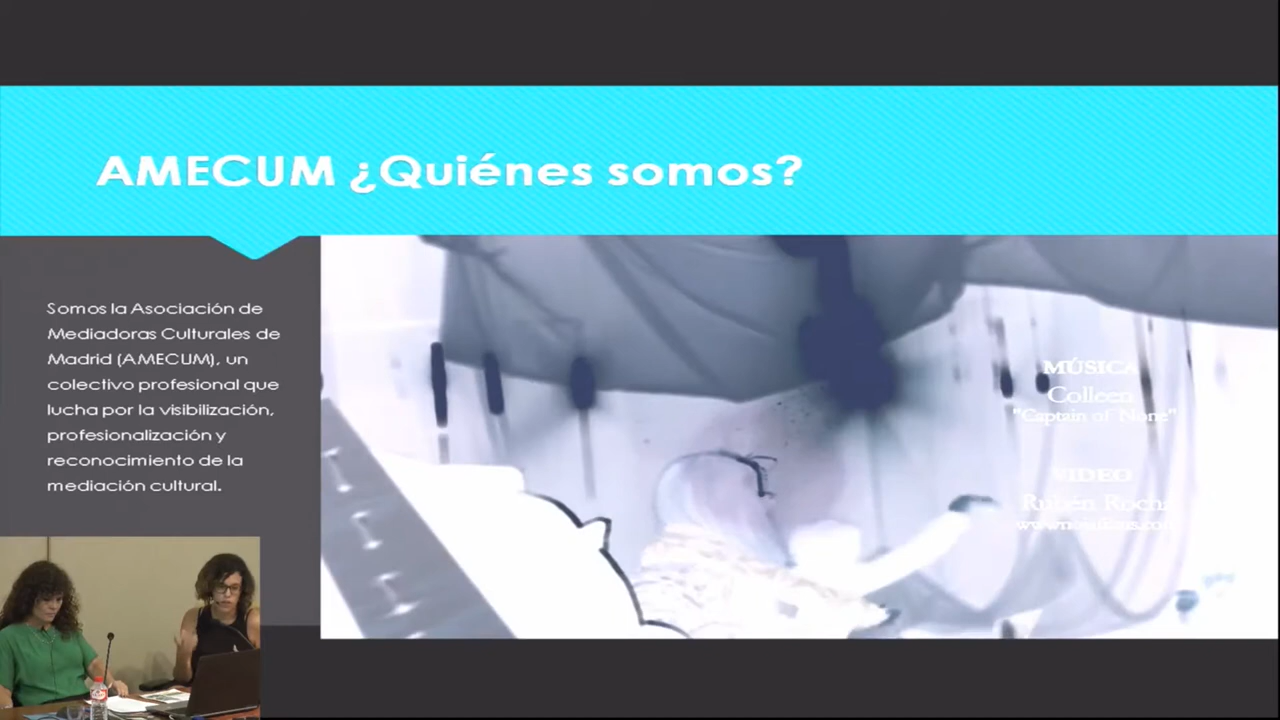 AMECUM ¿Quiénes somos?
Somos la Asociación de
Mediadoras Culturales de
Madrid (AMECUM), un
colectivo profesional que
lucha por la visibilización,
profesionalización y
reconocimiento de la
mediación cultural.
MÚSICA
Colleen
"Captain of None"
VIDEO
Rubén